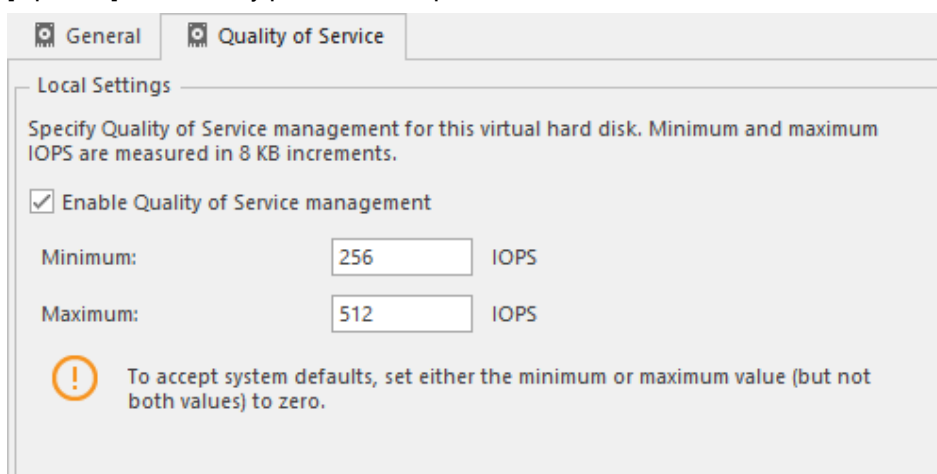 General
Quality of Service
Local Settings
Specify Quality of Service management for this virtual hard disk. Minimum and maximum
IOPS are measured in 8 KB increments.
Enable Quality of Service management
Minimum: 256 IOPS
Maximum: 512 IOPS
To accept system defaults, set either the minimum or maximum value (but not
both values) to zero.